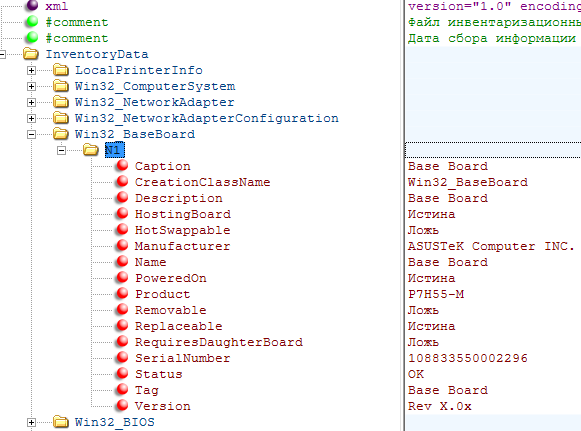 xml version="1.0" encoding
#comment Файл инвентаризационны
#comment Дата сбора информации
InventoryData
LocalPrinterInfo
Win32_ComputerSystem
Win32_NetworkAdapter
Win32_NetworkAdapterConfiguration
Win32_BaseBoard
N1
Caption Base Board
CreationClassName Win32_BaseBoard
Description Base Board
HostingBoard Истина
HotSwappable Ложь
Manufacturer ASUSTeK Computer INC.
Name Base Board
PoweredOn Истина
Product P7H55-M
Removable Ложь
Replaceable Истина
RequiresDaughterBoard Ложь
SerialNumber 108833550002296
Status OK
Tag Base Board
Version Rev X.0x
Win32_BIOS